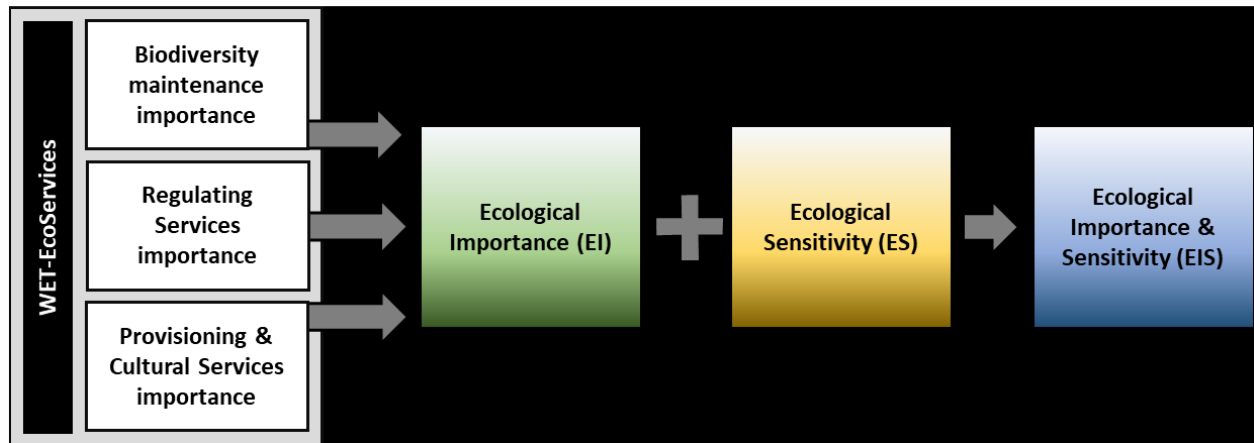 WET-EcoServices
Biodiversity
maintenance
importance
Regulating
Services
importance
Provisioning &
Cultural Services
importance
Ecological
Importance (EI)
Ecological
Sensitivity (ES)
Ecological
Importance &
Sensitivity (EIS)